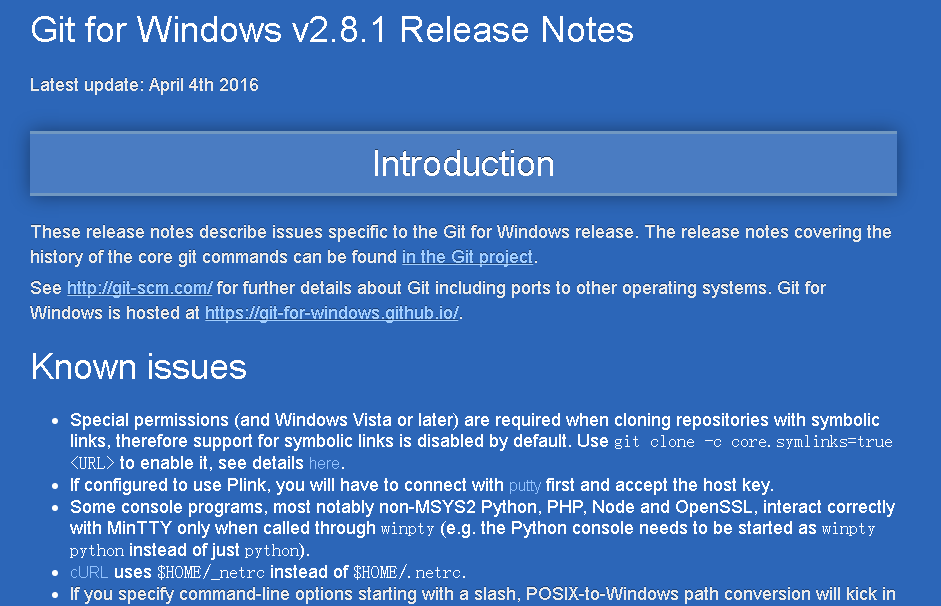 Git for Windows v2.8.1 Release Notes
Latest update: April 4th 2016
Introduction
These release notes describe issues specific to the Git for Windows release. The release notes covering the
history of the core git commands can be found in the Git project.
See http://git-scm.com/ for further details about Git including ports to other operating systems. Git for
Windows is hosted at https://git-for-windows.github.io/.
Known issues
• Special permissions (and Windows Vista or later) are required when cloning repositories with symbolic
links, therefore support for symbolic links is disabled by default. Use git clone -c core.symlinks=true
<URL> to enable it, see details here.
• If configured to use Plink, you will have to connect with putty first and accept the host key.
• Some console programs, most notably non-MSYS2 Python, PHP, Node and OpenSSL, interact correctly
with MinTTY only when called through winpty (e.g. the Python console needs to be started as winpty
python instead of just python).
• cURL uses $HOME/_netrc instead of $HOME/.netrc.
• If you specify command-line options starting with a slash, POSIX-to-Windows path conversion will kick in